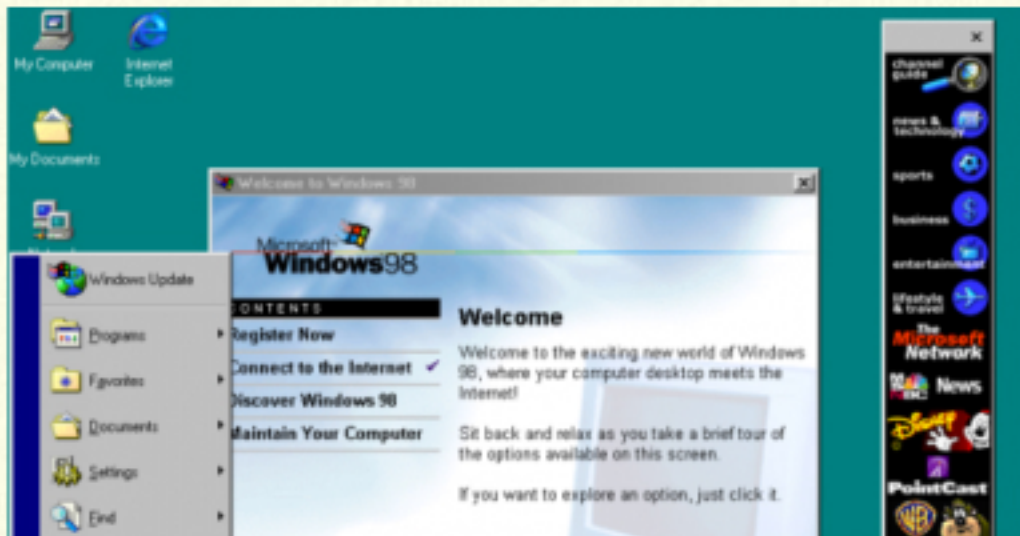 My Computer
Internet
Explorer
My Documents
Welcome to Windows 98
Microsoft
Windows98
CONTENTS
Register Now
Connect to the Internet
Discover Windows 98
Maintain Your Computer
Welcome
Welcome to the exciting new world of Windows
98, where your computer desktop meets the
Internet!
Sit back and relax as you take a brief tour of
the options available on this screen.
If you want to explore an option, just click it.
Windows Update
Programs
Favorites
Documents
Settings
Find
channel
guide
news &
technology
sports
business
entertainment
lifestyle
& travel
The
Microsoft
Network
MSNBC News
Disney
PointCast
WB